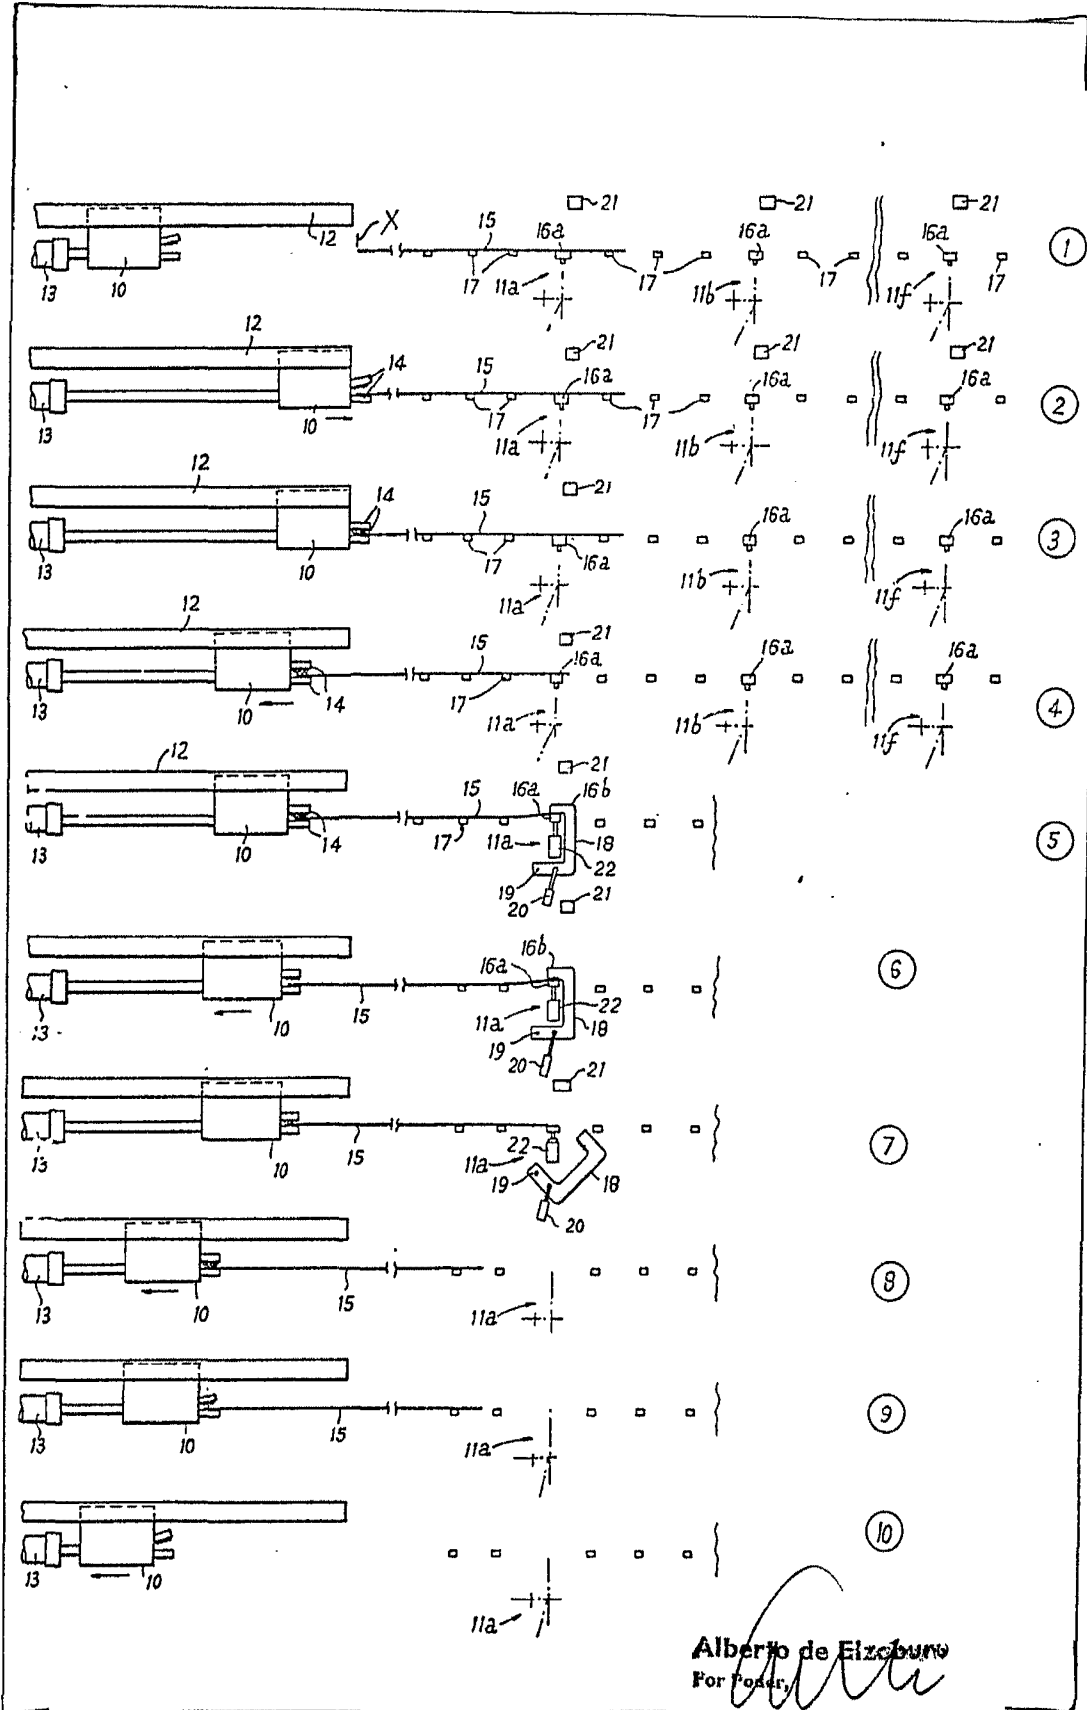 21 21 21
12 X 15 16a 16a 16a 1
13 10 17 11a 17 11b 17 11f 17
12 21 21 21
14 15 16a 16a 16a 2
13 10 17 11a 17 11b 11f
12 21
14 15 16a 16a 3
13 10 17 16a 11a 11b 11f
12 21
15 16a 16a 16a 4
13 10 14 17 11a 11b 11f
12 21
15 16a 16b 5
13 10 14 17 11a 18
19 22
20 21
16b 6
16a 22
13 10 15 11a 18
19
20 21
22 7
13 10 15 11a
19 18
20
8
13 10 15 11a
9
13 10 15 11a
10
13 10
11a
Alberto de Elzaburu
For Poder,